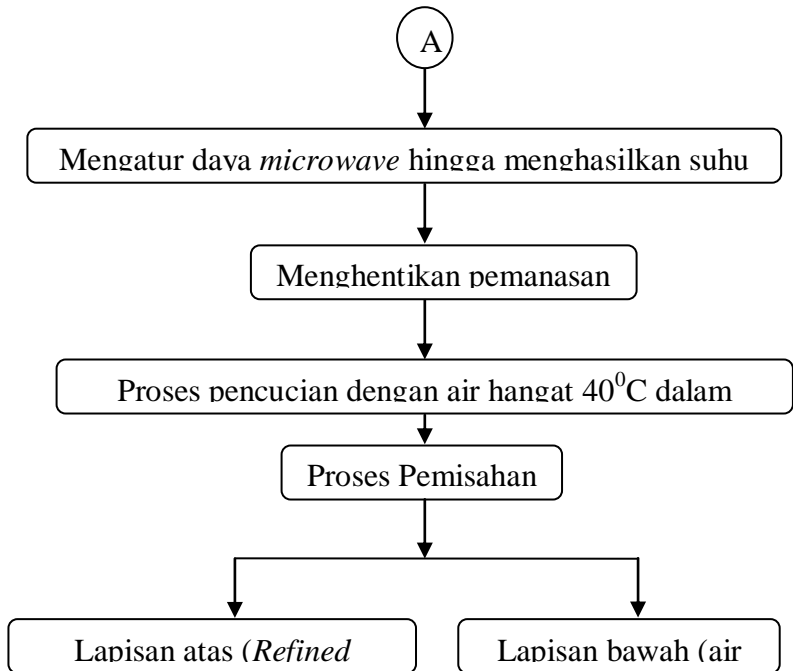 A
Mengatur daya microwave hingga menghasilkan suhu
Menghentikan pemanasan
Proses pencucian dengan air hangat 40⁰C dalam
Proses Pemisahan
Lapisan atas (Refined
Lapisan bawah (air